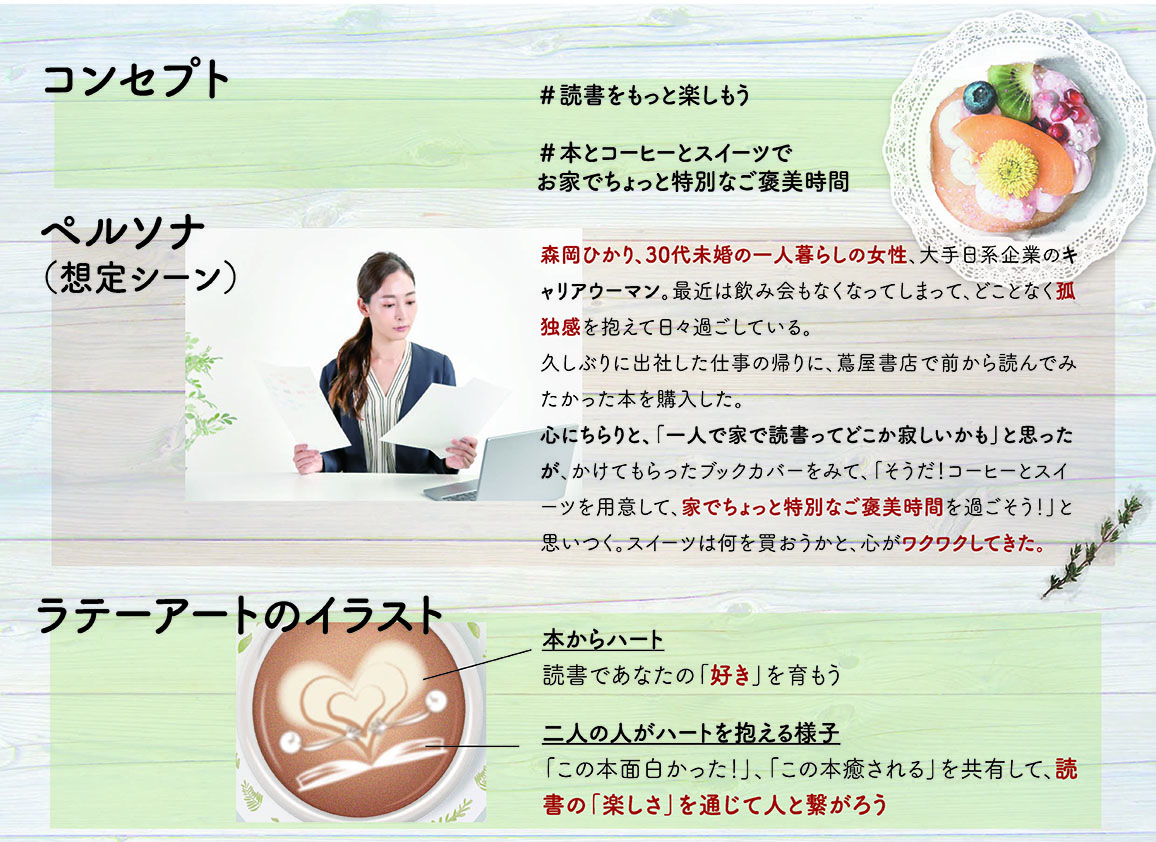 コンセプト
#読書をもっと楽しもう
#本とコーヒーとスイーツで
お家でちょっと特別なご褒美時間
ペルソナ
（想定シーン）
森岡ひかり、30代未婚の一人暮らしの女性、大手日系企業のキ
ャリアウーマン。最近は飲み会もなくなってしまって、どことなく孤
独感を抱えて日々過ごしている。
久しぶりに出社した仕事の帰りに、蔦屋書店で前から読んでみ
たかった本を購入した。
心にちらりと、「一人で家で読書ってどこか寂しいかも」と思った
が、かけてもらったブックカバーをみて、「そうだ！コーヒーとスイ
ーツを用意して、家でちょっと特別なご褒美時間を過ごそう！」と
思いつく。スイーツは何を買おうかと、心がワクワクしてきた。
ラテーアートのイラスト
本からハート
読書であなたの「好き」を育もう
二人の人がハートを抱える様子
「この本面白かった！」、「この本癒される」を共有して、読
書の「楽しさ」を通じて人と繋がろう